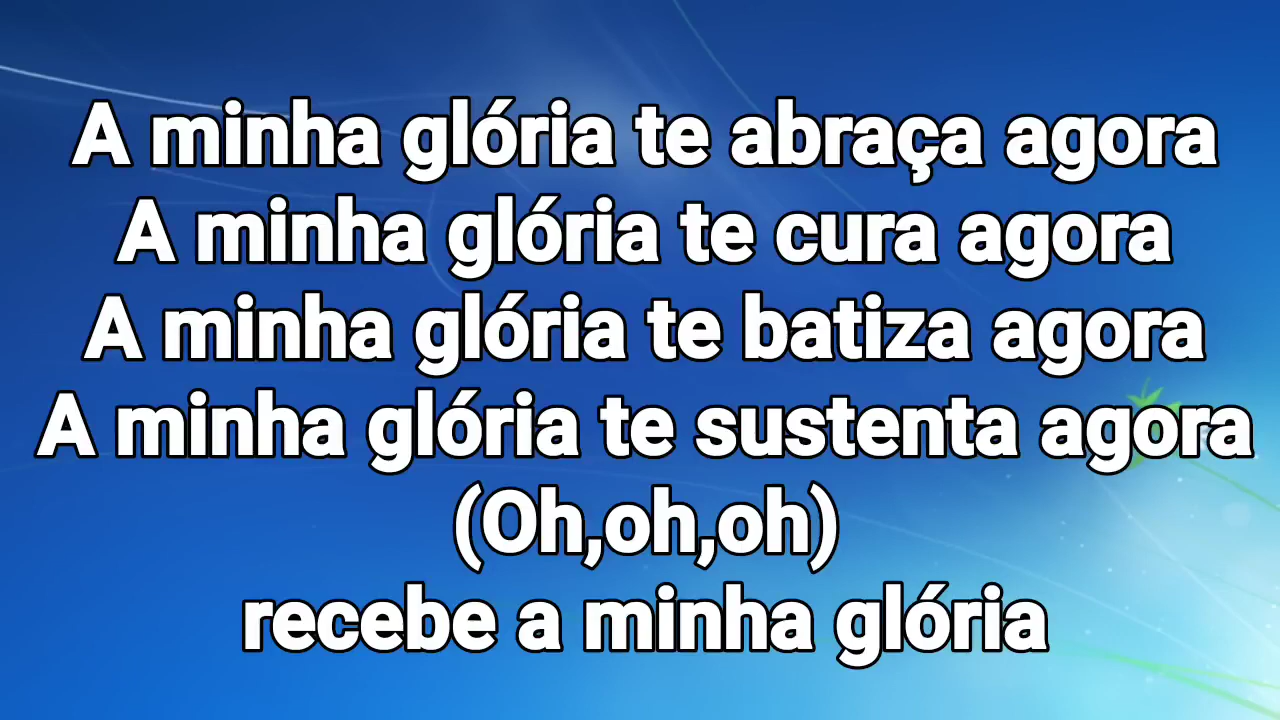 A minha glória te abraça agora
A minha glória te cura agora
A minha glória te batiza agora
A minha glória te sustenta agora
(Oh,oh,oh)
recebe a minha glória